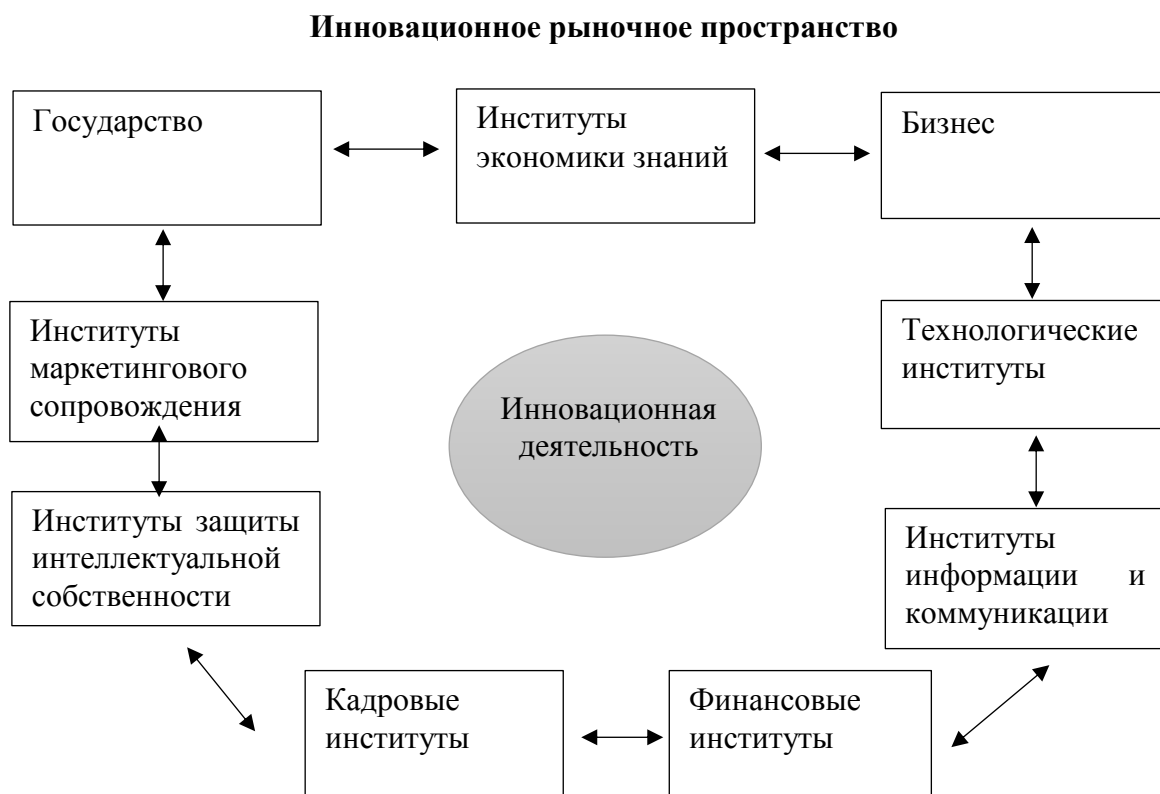 Инновационное рыночное пространство
Государство
Институты
экономики знаний
Бизнес
Институты
маркетингового
сопровождения
Инновационная
деятельность
Технологические
институты
Институты защиты
интеллектуальной
собственности
Институты
информации и
коммуникации
Кадровые
институты
Финансовые
институты